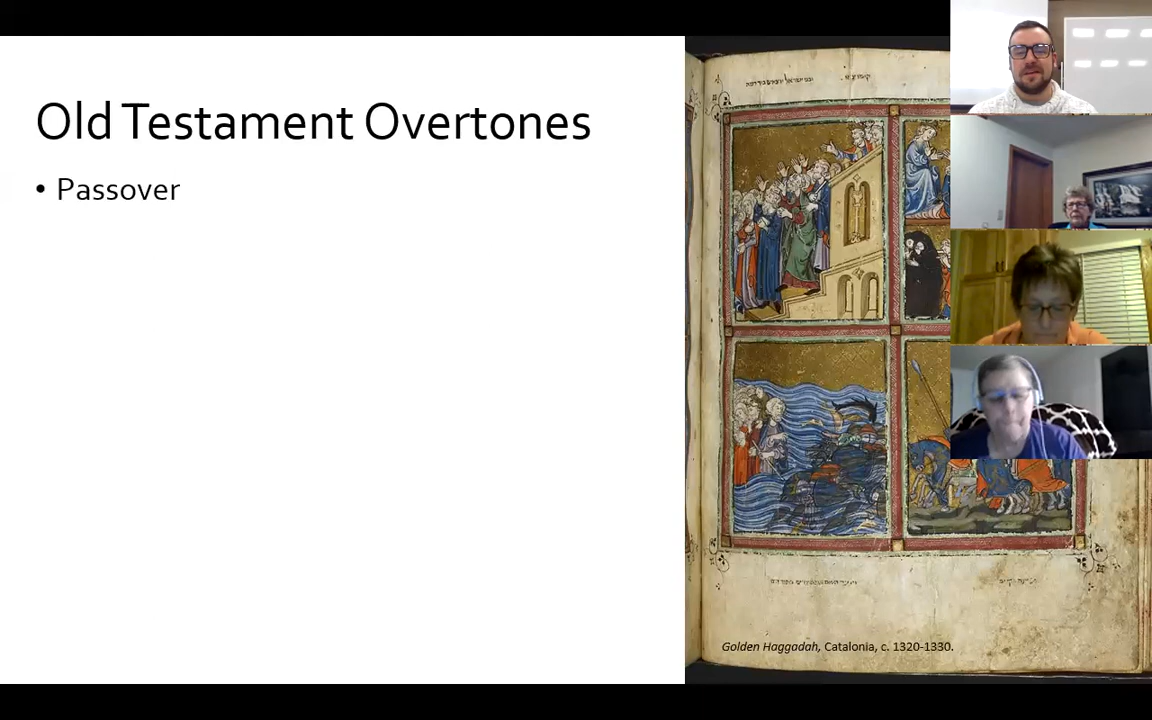 Old Testament Overtones
• Passover
Golden Haggadah, Catalonia, c. 1320-1330.